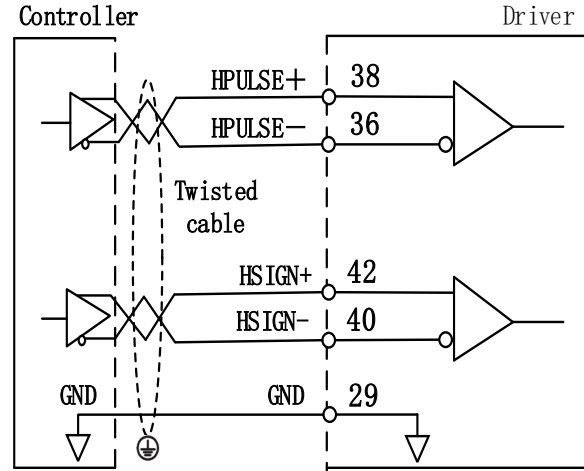 Controller
Driver
HPULSE+ 38
HPULSE- 36
Twisted
cable
HSIGN+ 42
HSIGN- 40
GND
GND 29